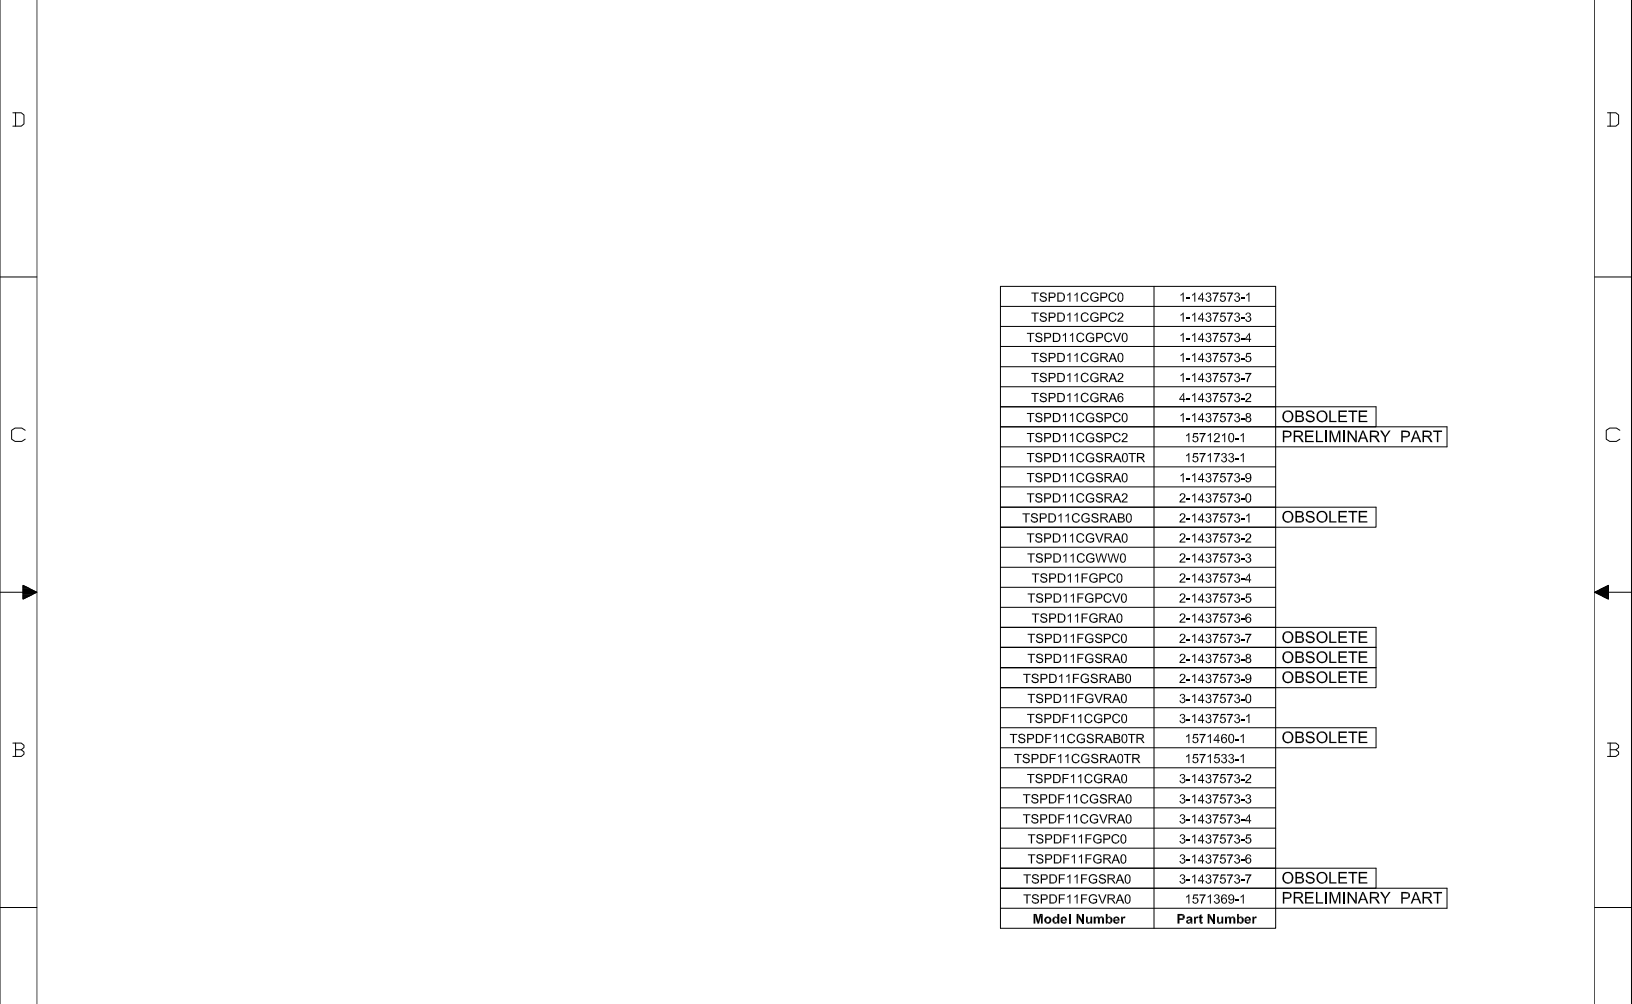 D D
TSPD11CGPC0 1-1437573-1
TSPD11CGPC2 1-1437573-3
TSPD11CGPCV0 1-1437573-4
TSPD11CGRA0 1-1437573-5
TSPD11CGRA2 1-1437573-7
TSPD11CGRA6 4-1437573-2
TSPD11CGSPC0 1-1437573-8 OBSOLETE
C TSPD11CGSPC2 1571210-1 PRELIMINARY PART C
TSPD11CGSRA0TR 1571733-1
TSPD11CGSRA0 1-1437573-9
TSPD11CGSRA2 2-1437573-0
TSPD11CGSRAB0 2-1437573-1 OBSOLETE
TSPD11CGVRA0 2-1437573-2
TSPD11CGWW0 2-1437573-3
TSPD11FGPC0 2-1437573-4
TSPD11FGPCV0 2-1437573-5
TSPD11FGRA0 2-1437573-6
TSPD11FGSPC0 2-1437573-7 OBSOLETE
TSPD11FGSRA0 2-1437573-8 OBSOLETE
TSPD11FGSRAB0 2-1437573-9 OBSOLETE
TSPD11FGVRA0 3-1437573-0
TSPDF11CGPC0 3-1437573-1
TSPDF11CGSRAB0TR 1571460-1 OBSOLETE
B TSPDF11CGSRA0TR 1571533-1 B
TSPDF11CGRA0 3-1437573-2
TSPDF11CGSRA0 3-1437573-3
TSPDF11CGVRA0 3-1437573-4
TSPDF11FGPC0 3-1437573-5
TSPDF11FGRA0 3-1437573-6
TSPDF11FGSRA0 3-1437573-7 OBSOLETE
TSPDF11FGVRA0 1571369-1 PRELIMINARY PART
Model Number Part Number